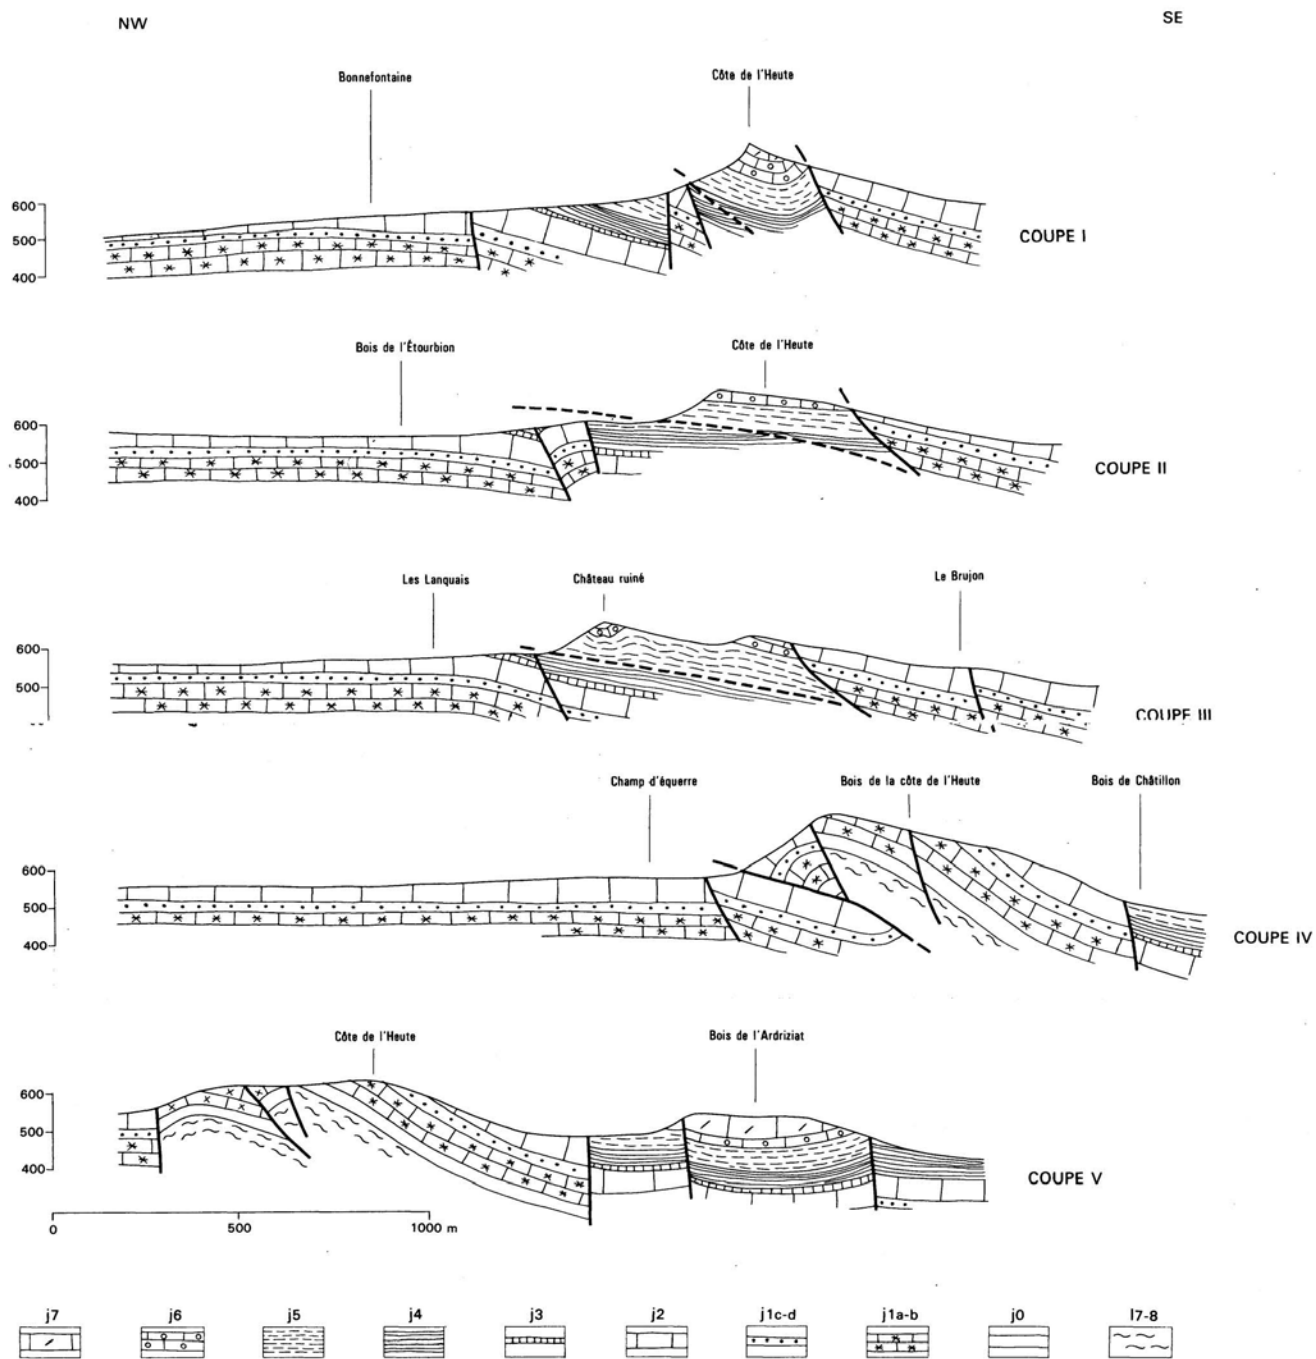 NW SE
Bonnefontaine Côte de l'Heute
600
500
400
COUPE I
Bois de l'Étourbion Côte de l'Heute
600
500
400
COUPE II
Les Lanquais Château ruiné Le Brujon
600
500
COUPE III
Champ d'équerre Bois de la côte de l'Heute Bois de Châtillon
600
500
400
COUPE IV
Côte de l'Heute Bois de l'Ardriziat
600
500
400
COUPE V
0 500 1000 m
j7 j6 j5 j4 j3 j2 j1c-d j1a-b j0 l7-8